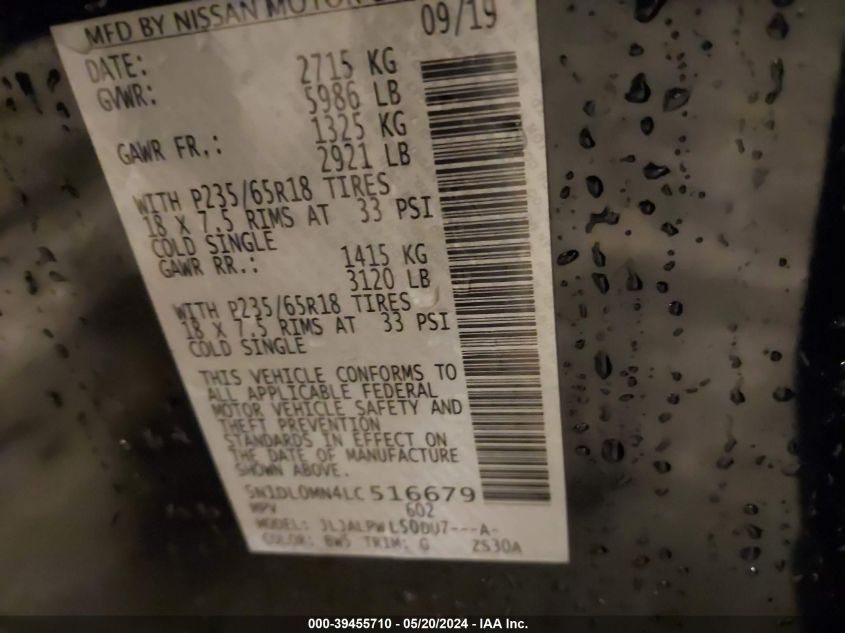 MFD BY NISSAN MOTOR
DATE: 09/19
GVWR: 2715 KG
5986 LB
GAWR FR.: 1325 KG
2921 LB
WITH P235/65R18 TIRES
18 X 7.5 RIMS AT 33 PSI
COLD SINGLE
GAWR RR.: 1415 KG
3120 LB
WITH P235/65R18 TIRES
18 X 7.5 RIMS AT 33 PSI
COLD SINGLE
THIS VEHICLE CONFORMS TO
ALL APPLICABLE FEDERAL
MOTOR VEHICLE SAFETY AND
THEFT PREVENTION
STANDARDS IN EFFECT ON
THE DATE OF MANUFACTURE
SHOWN ABOVE.
5N1DL0MN4LC516679
MPV 602
MODEL: JLJALPWL50DU7---A-
COLOR: BW5 TRIM: G 2S30A
000-39455710 - 05/20/2024 - IAA Inc.